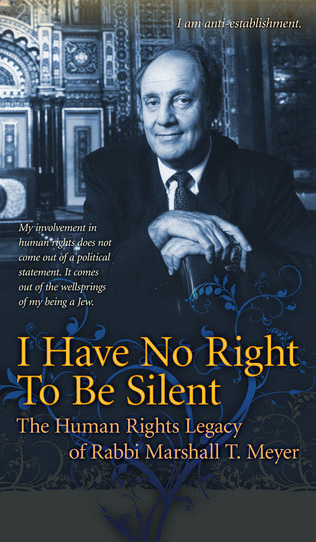 I am anti-establishment.
My involvement in
human rights does not
come out of a political
statement. It comes
out of the wellsprings
of my being a Jew.
I Have No Right
To Be Silent
The Human Rights Legacy
of Rabbi Marshall T. Meyer